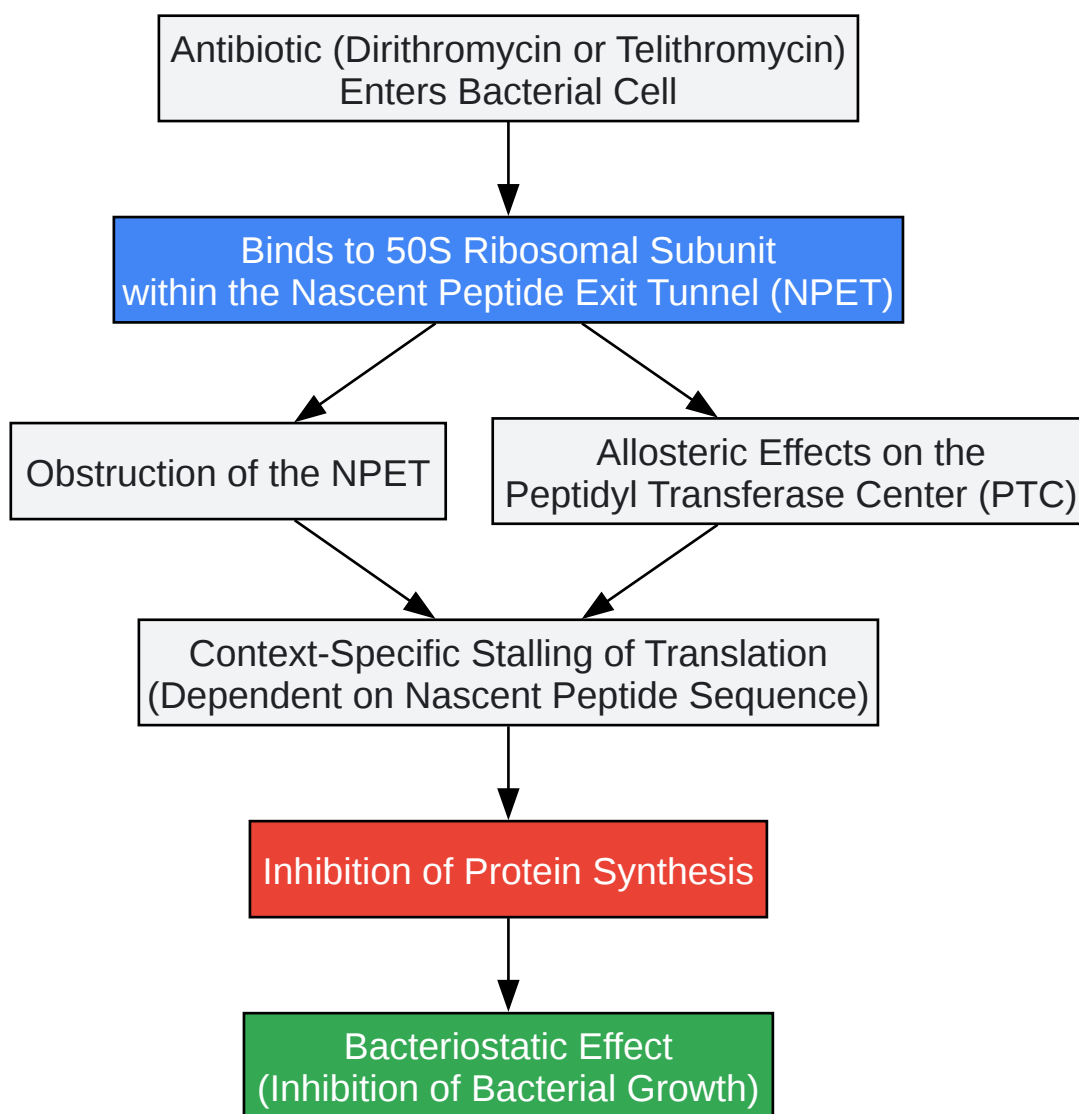 Antibiotic (Dirithromycin or Telithromycin)
Enters Bacterial Cell
Binds to 50S Ribosomal Subunit
within the Nascent Peptide Exit Tunnel (NPET)
Obstruction of the NPET
Allosteric Effects on the
Peptidyl Transferase Center (PTC)
Context-Specific Stalling of Translation
(Dependent on Nascent Peptide Sequence)
Inhibition of Protein Synthesis
Bacteriostatic Effect
(Inhibition of Bacterial Growth)